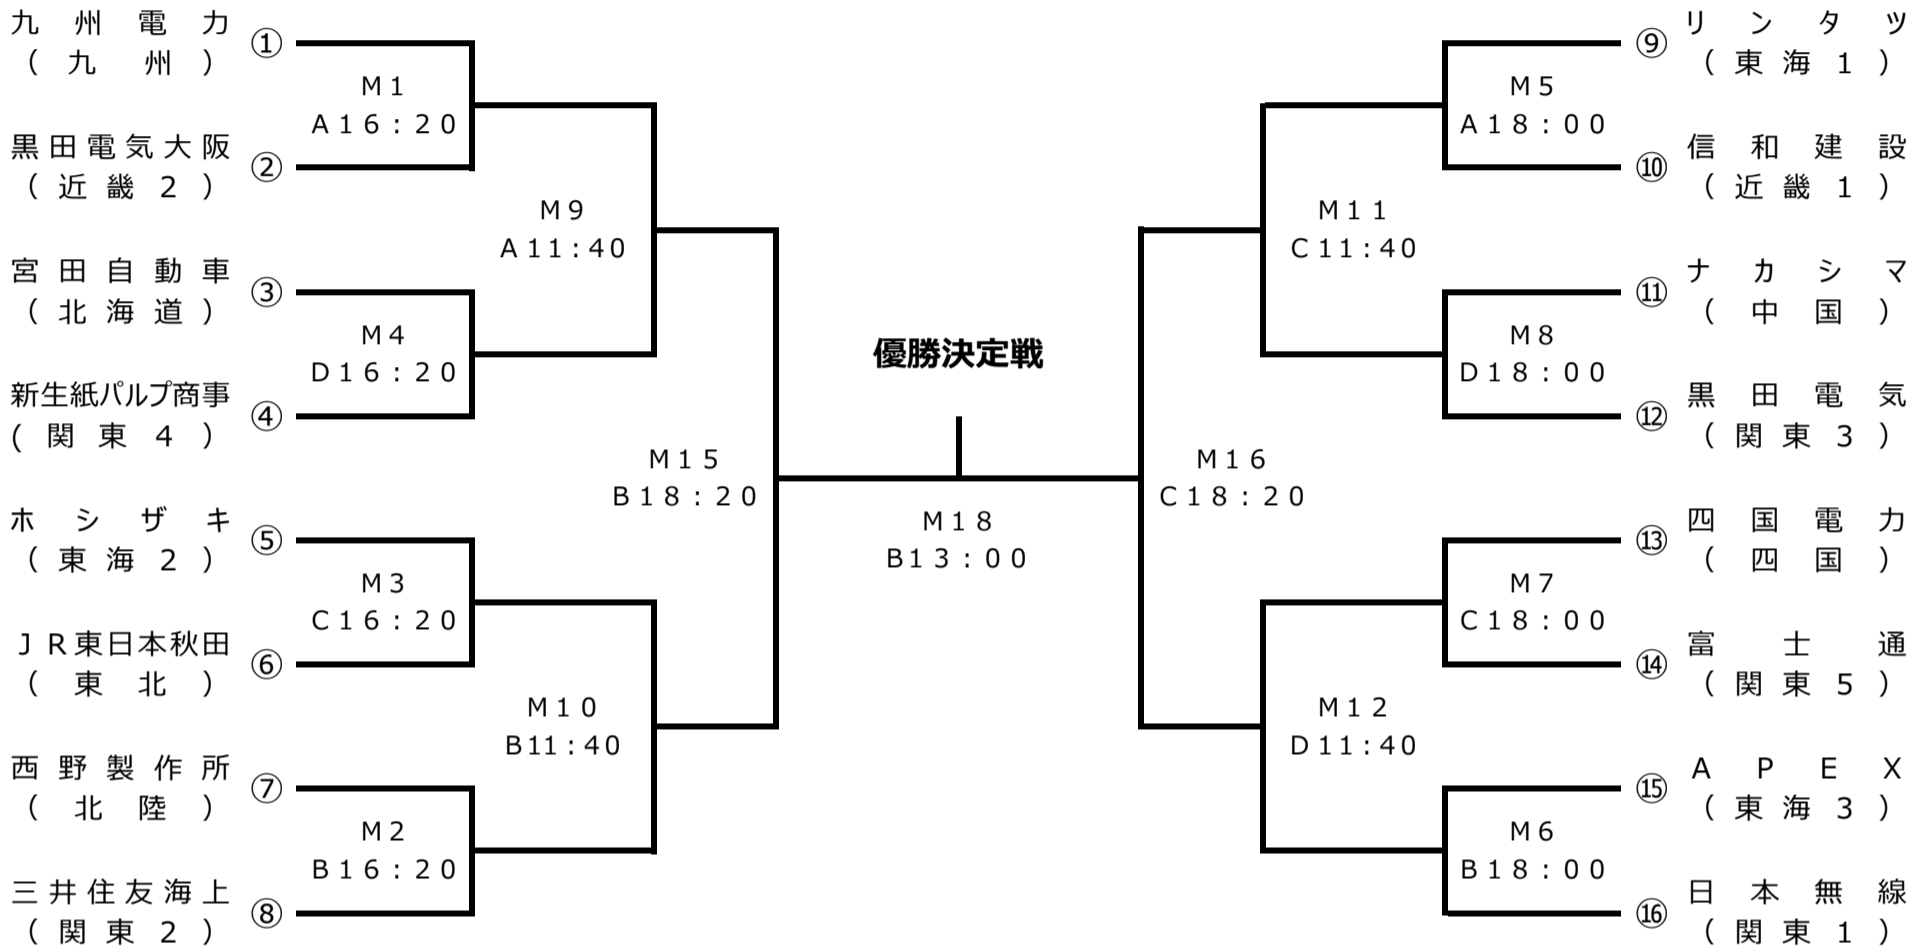 九州電力 ①
（九州）
M1
A16：20
黒田電気大阪 ②
（近畿2）
M9
A11:40
宮田自動車 ③
（北海道）
M4
D16：20
新生紙パルプ商事 ④
（関東4）
M15
B18：20
ホシザキ ⑤
（東海2）
M3
C16：20
JR東日本秋田 ⑥
（東北）
M10
B11:40
西野製作所 ⑦
（北陸）
M2
B16：20
三井住友海上 ⑧
（関東2）
優勝決定戦
M18
B13：00
⑨ リンタツ
（東海1）
M5
A18：00
⑩ 信和建設
（近畿1）
M11
C11:40
⑪ ナカシマ
（中国）
M8
D18：00
⑫ 黒田電気
（関東3）
M16
C18：20
⑬ 四国電力
（四国）
M7
C18：00
⑭ 富士通
（関東5）
M12
D11:40
⑮ APEX
（東海3）
M6
B18：00
⑯ 日本無線
（関東1）